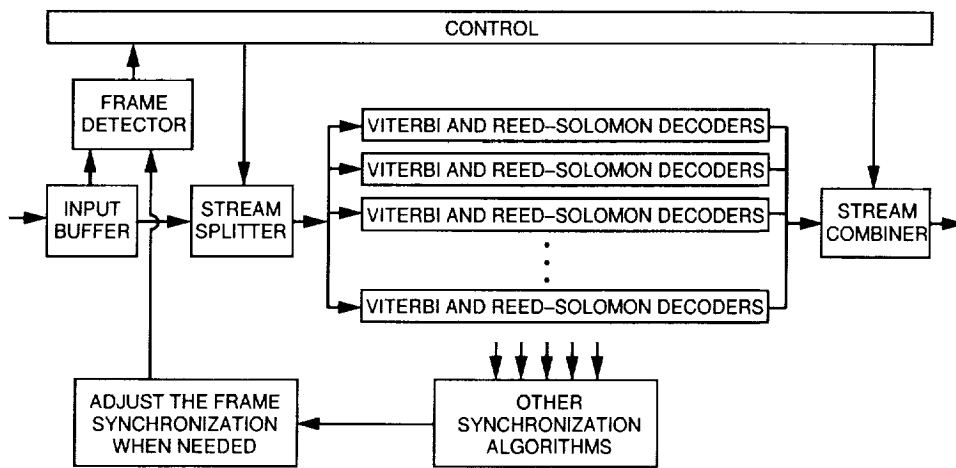 CONTROL
FRAME
DETECTOR
VITERBI AND REED–SOLOMON DECODERS
VITERBI AND REED–SOLOMON DECODERS
VITERBI AND REED–SOLOMON DECODERS
VITERBI AND REED–SOLOMON DECODERS
INPUT
BUFFER
STREAM
SPLITTER
STREAM
COMBINER
ADJUST THE FRAME
SYNCHRONIZATION
WHEN NEEDED
OTHER
SYNCHRONIZATION
ALGORITHMS